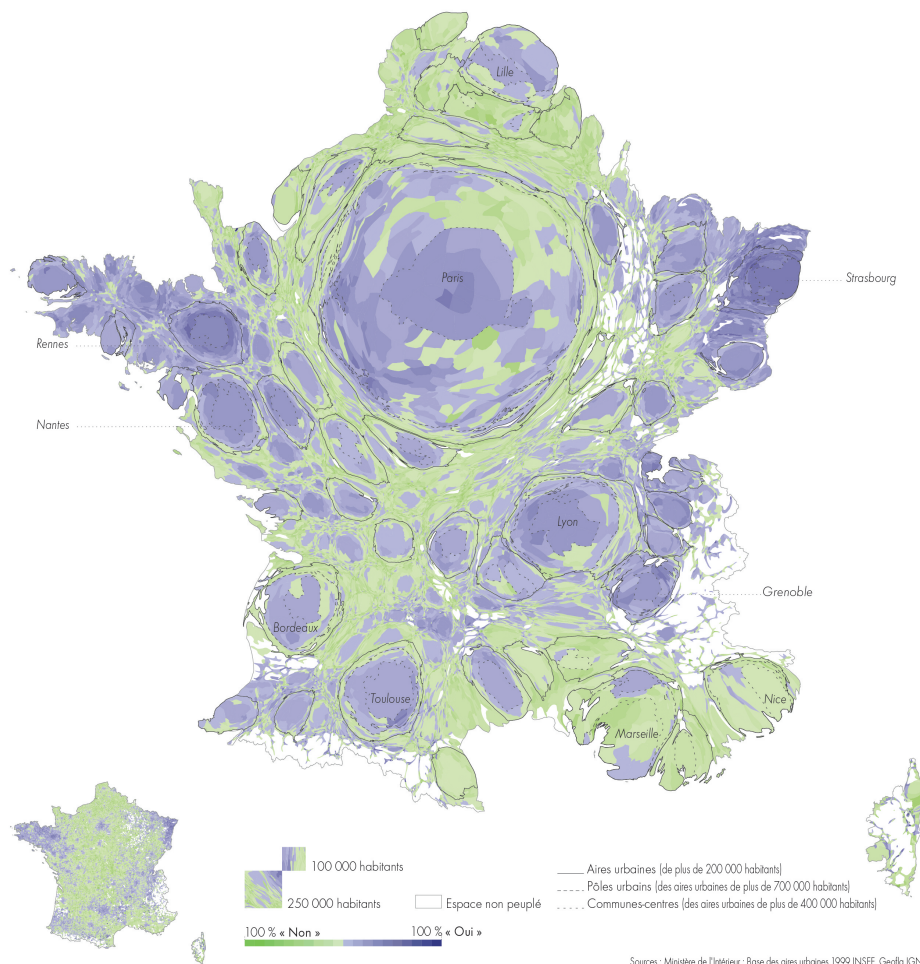 Lille
Paris
Strasbourg
Rennes
Nantes
Lyon
Grenoble
Bordeaux
Toulouse
Nice
Marseille
100 000 habitants
250 000 habitants
Espace non peuplé
Aires urbaines (de plus de 200 000 habitants)
Pôles urbains (des aires urbaines de plus de 700 000 habitants)
Communes-centres (des aires urbaines de plus de 400 000 habitants)
100 % « Non » 100 % « Oui »
Sources : Ministère de l'Intérieur ; Base des aires urbaines 1999 INSEE, Geofla IGN